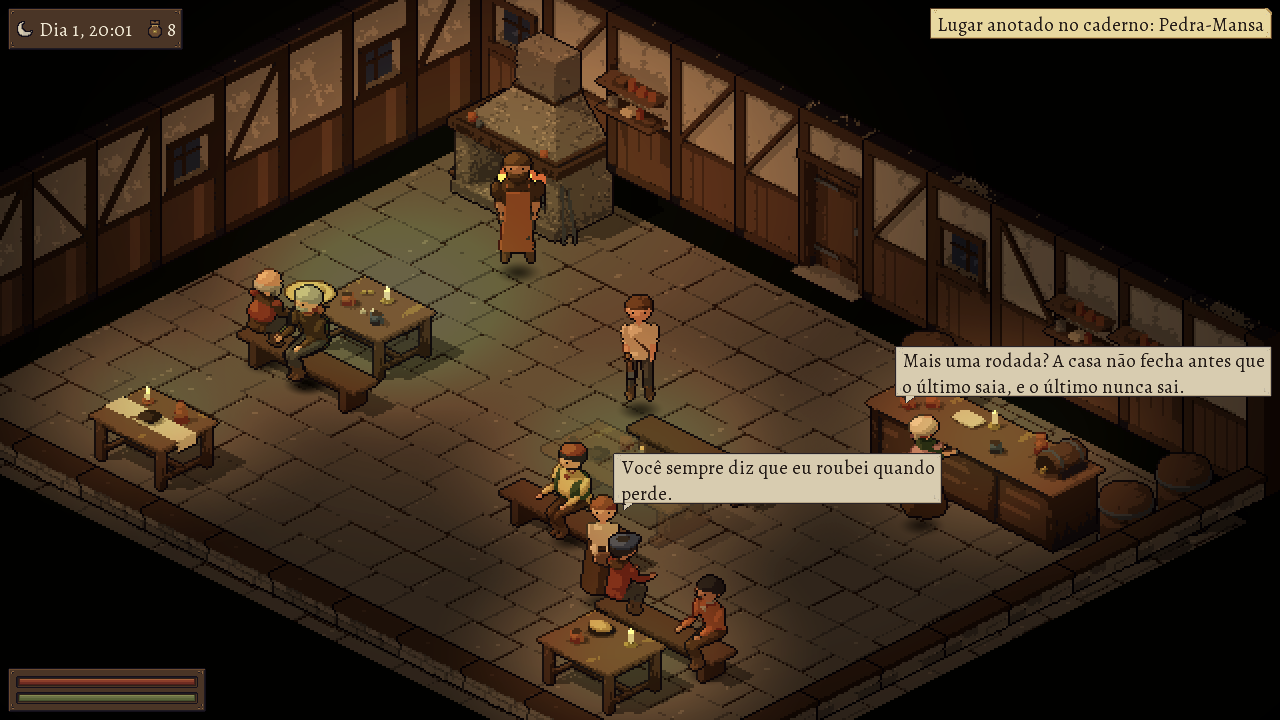 Dia 1, 20:01 8
Lugar anotado no caderno: Pedra-Mansa
Mais uma rodada? A casa não fecha antes que
o último saia, e o último nunca sai.
Você sempre diz que eu roubei quando
perde.